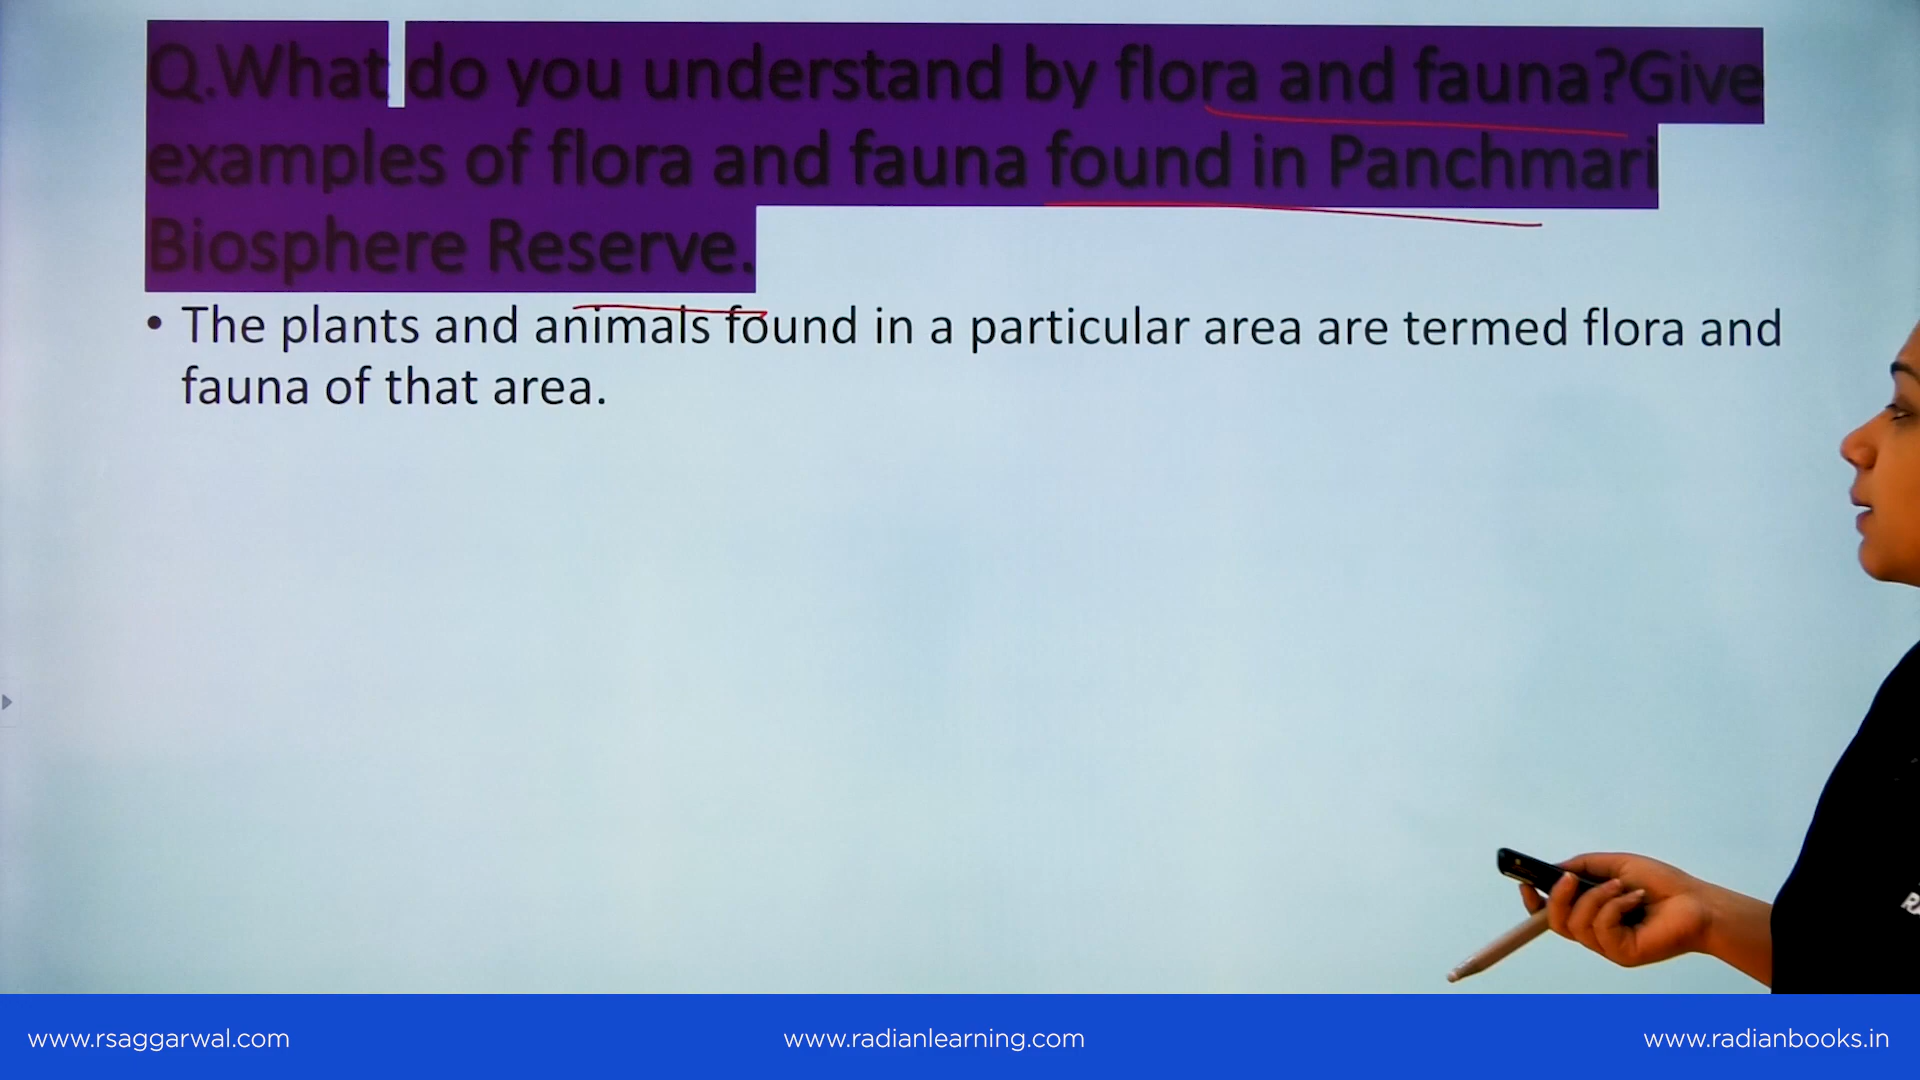 Q.What do you understand by flora and fauna?Give
examples of flora and fauna found in Panchmari
Biosphere Reserve.
• The plants and animals found in a particular area are termed flora and
fauna of that area.
www.rsaggarwal.com
www.radianlearning.com
www.radianbooks.in